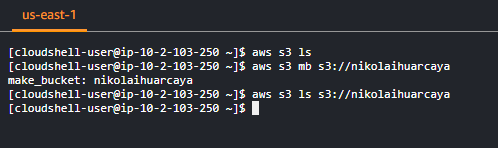 us-east-1
[cloudshell-user@ip-10-2-103-250 ~]$ aws s3 ls
[cloudshell-user@ip-10-2-103-250 ~]$ aws s3 mb s3://nikolaihuarcaya
make_bucket: nikolaihuarcaya
[cloudshell-user@ip-10-2-103-250 ~]$ aws s3 ls s3://nikolaihuarcaya
[cloudshell-user@ip-10-2-103-250 ~]$